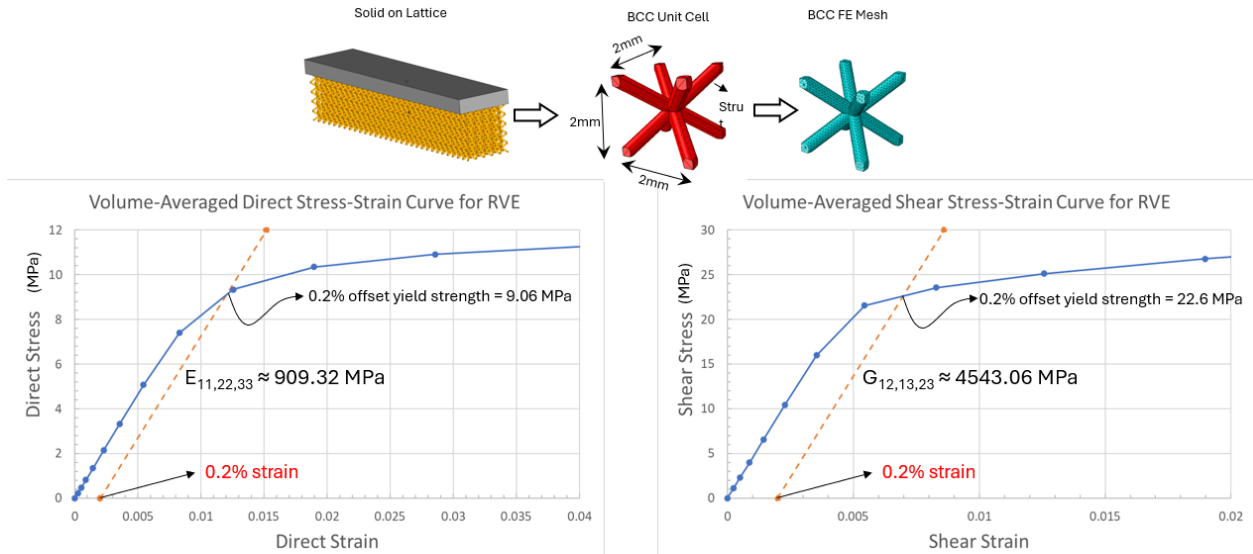 Solid on Lattice
BCC Unit Cell
BCC FE Mesh
2mm
2mm
2mm
Stru
t
Volume-Averaged Direct Stress-Strain Curve for RVE
Direct Stress (MPa)
12
10
8
6
4
2
0
0.2% offset yield strength = 9.06 MPa
E11,22,33 ≈ 909.32 MPa
0.2% strain
0 0.005 0.01 0.015 0.02 0.025 0.03 0.035 0.04
Direct Strain
Volume-Averaged Shear Stress-Strain Curve for RVE
Shear Stress (MPa)
30
25
20
15
10
5
0
0.2% offset yield strength = 22.6 MPa
G12,13,23 ≈ 4543.06 MPa
0.2% strain
0 0.005 0.01 0.015 0.02
Shear Strain